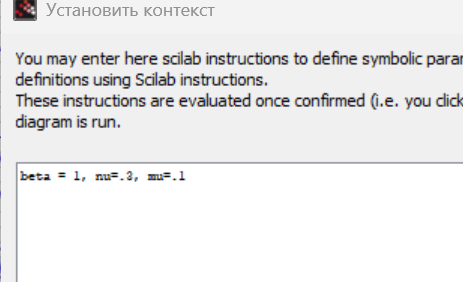 Установить контекст
You may enter here scilab instructions to define symbolic para
definitions using Scilab instructions.
These instructions are evaluated once confirmed (i.e. you click
diagram is run.
beta = 1, nu=.3, mu=.1